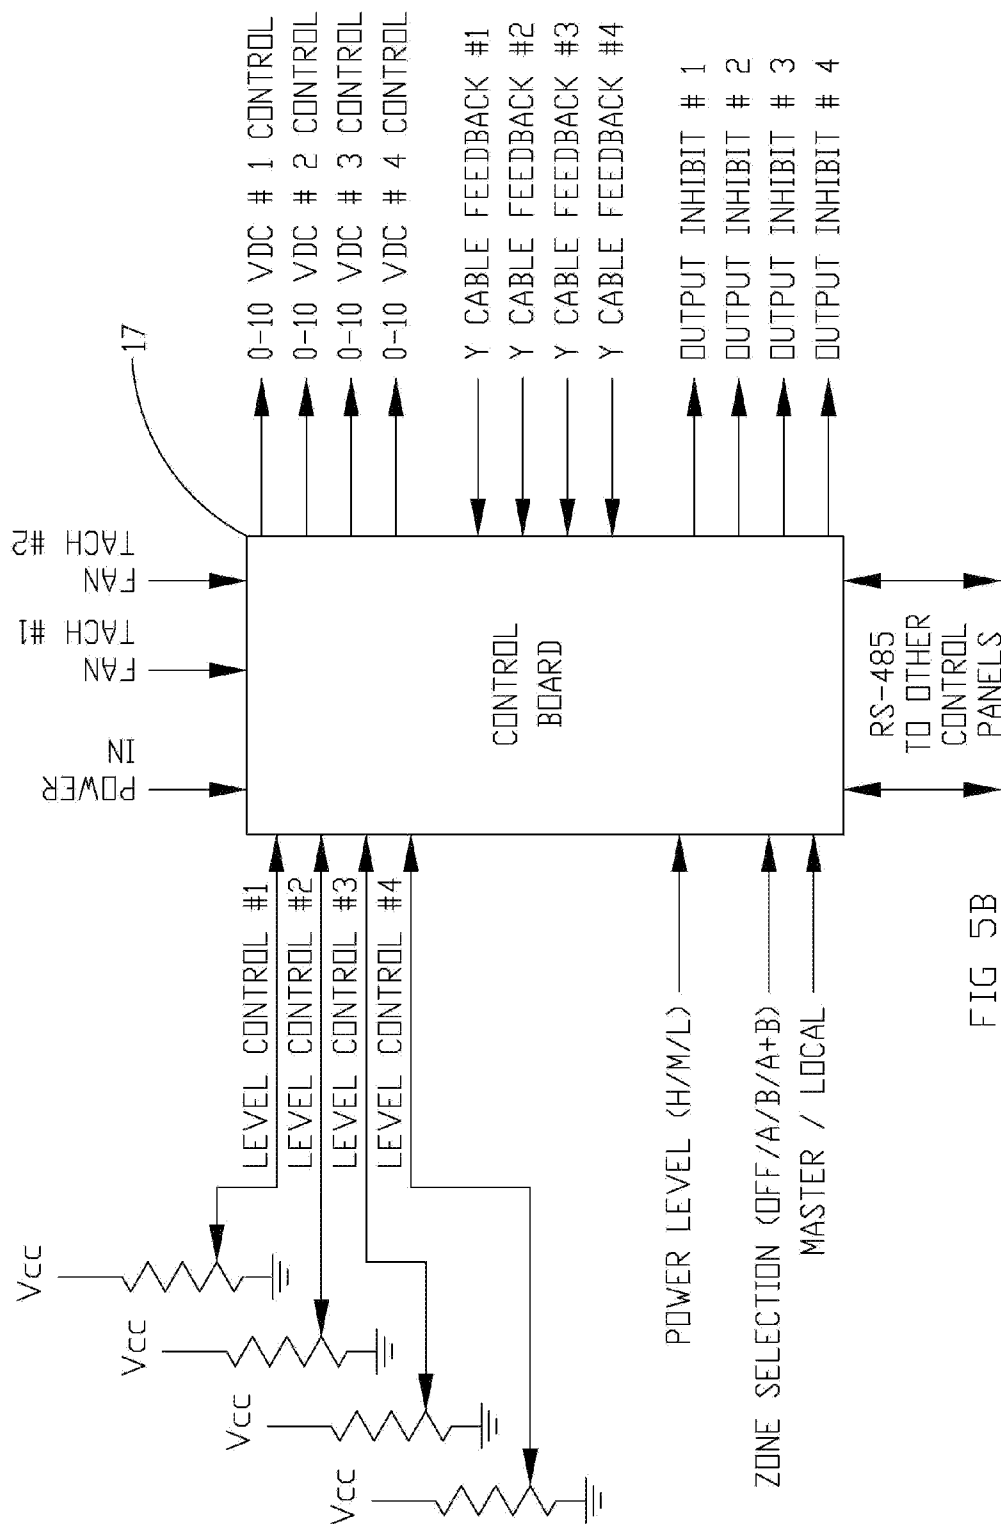 17
POWER
IN
FAN
TACH #1
FAN
TACH #2
Vcc
Vcc
Vcc
Vcc
LEVEL CONTROL #1
LEVEL CONTROL #2
LEVEL CONTROL #3
LEVEL CONTROL #4
POWER LEVEL (H/M/L)
ZONE SELECTION (OFF/A/B/A+B)
MASTER / LOCAL
CONTROL
BOARD
0-10 VDC # 1 CONTROL
0-10 VDC # 2 CONTROL
0-10 VDC # 3 CONTROL
0-10 VDC # 4 CONTROL
Y CABLE FEEDBACK #1
Y CABLE FEEDBACK #2
Y CABLE FEEDBACK #3
Y CABLE FEEDBACK #4
OUTPUT INHIBIT # 1
OUTPUT INHIBIT # 2
OUTPUT INHIBIT # 3
OUTPUT INHIBIT # 4
RS-485
TO OTHER
CONTROL
PANELS
FIG 5B